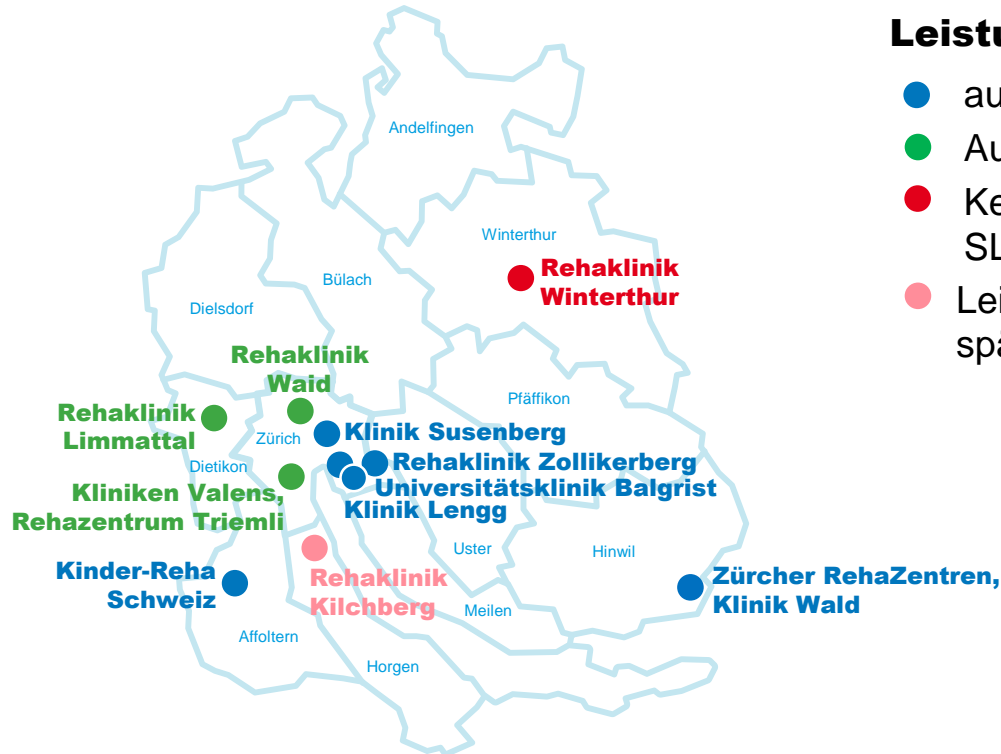 Andelfingen
Winterthur
Rehaklinik
Winterthur
Bülach
Dielsdorf
Rehaklinik
Waid
Pfäffikon
Rehaklinik
Limmattal
Zürich
Klinik Susenberg
Dietikon
Rehaklinik Zollikerberg
Kliniken Valens,
Rehazentrum Triemli
Universitätsklinik Balgrist
Klinik Lengg
Uster
Hinwil
Kinder-Reha
Schweiz
Rehaklinik
Kilchberg
Zürcher RehaZentren,
Klinik Wald
Meilen
Affoltern
Horgen
Leistu
au
Au
Ke
SL
Lei
spä